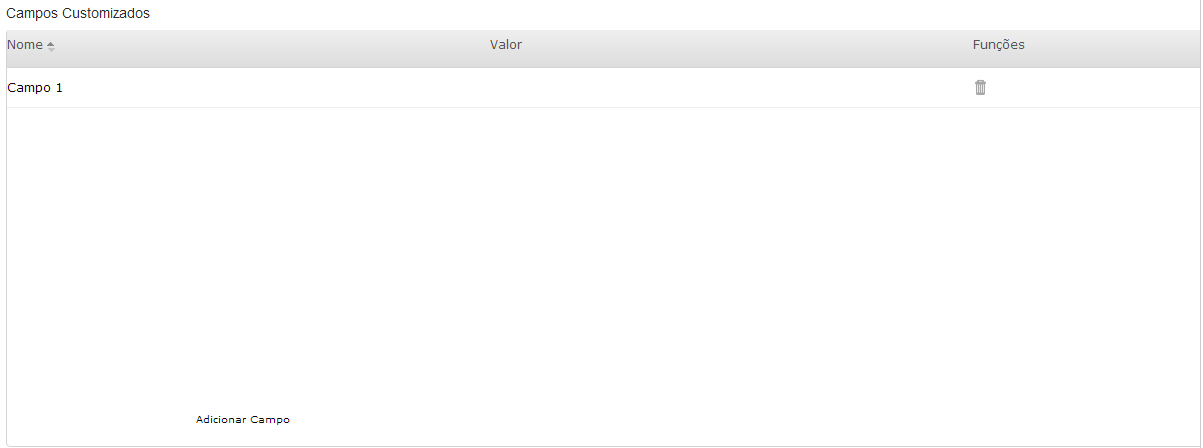 Campos Customizados
Nome Valor Funções
Campo 1
Adicionar Campo